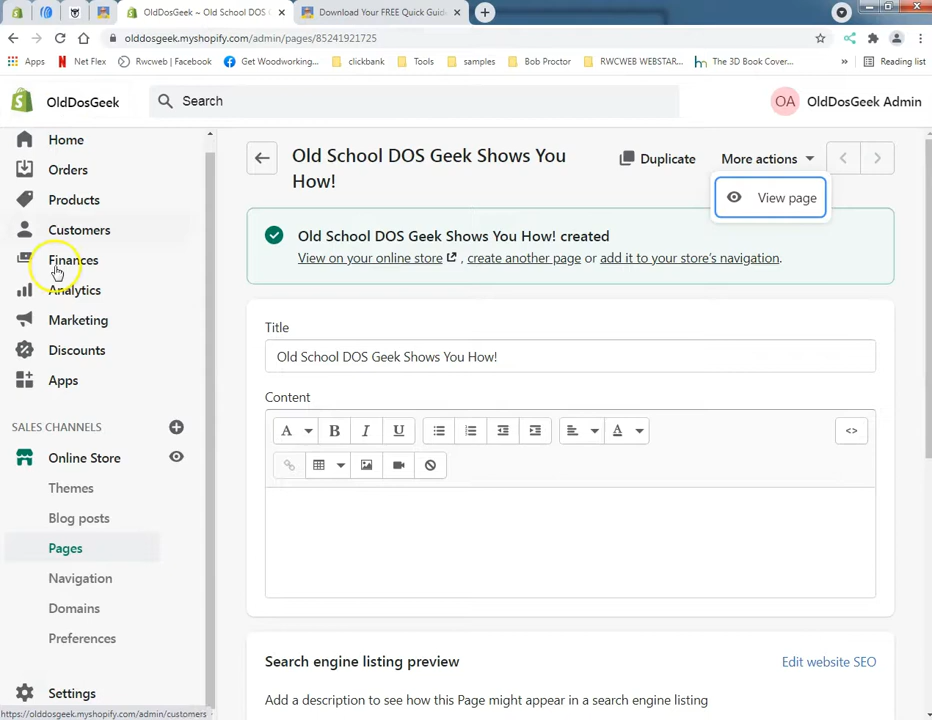 OldDosGeek ~ Old School DOS G
Download Your FREE Quick Guid
olddosgeek.myshopify.com/admin/pages/85241921725
Apps
Net Flex
Rwcweb | Facebook
Get Woodworking...
clickbank
Tools
samples
Bob Proctor
RWCWEB WEBSTAR...
The 3D Book Cover...
»
Reading list
OldDosGeek
Search
OA
OldDosGeek Admin
Home
Orders
Products
Customers
Finances
Analytics
Marketing
Discounts
Apps
SALES CHANNELS
Online Store
Themes
Blog posts
Pages
Navigation
Domains
Preferences
Settings
https://olddosgeek.myshopify.com/admin/customers
Old School DOS Geek Shows You
How!
Duplicate
More actions
View page
Old School DOS Geek Shows You How! created
View on your online store , create another page or add it to your store's navigation.
Title
Old School DOS Geek Shows You How!
Content
A B I U A <>
Search engine listing preview
Edit website SEO
Add a description to see how this Page might appear in a search engine listing